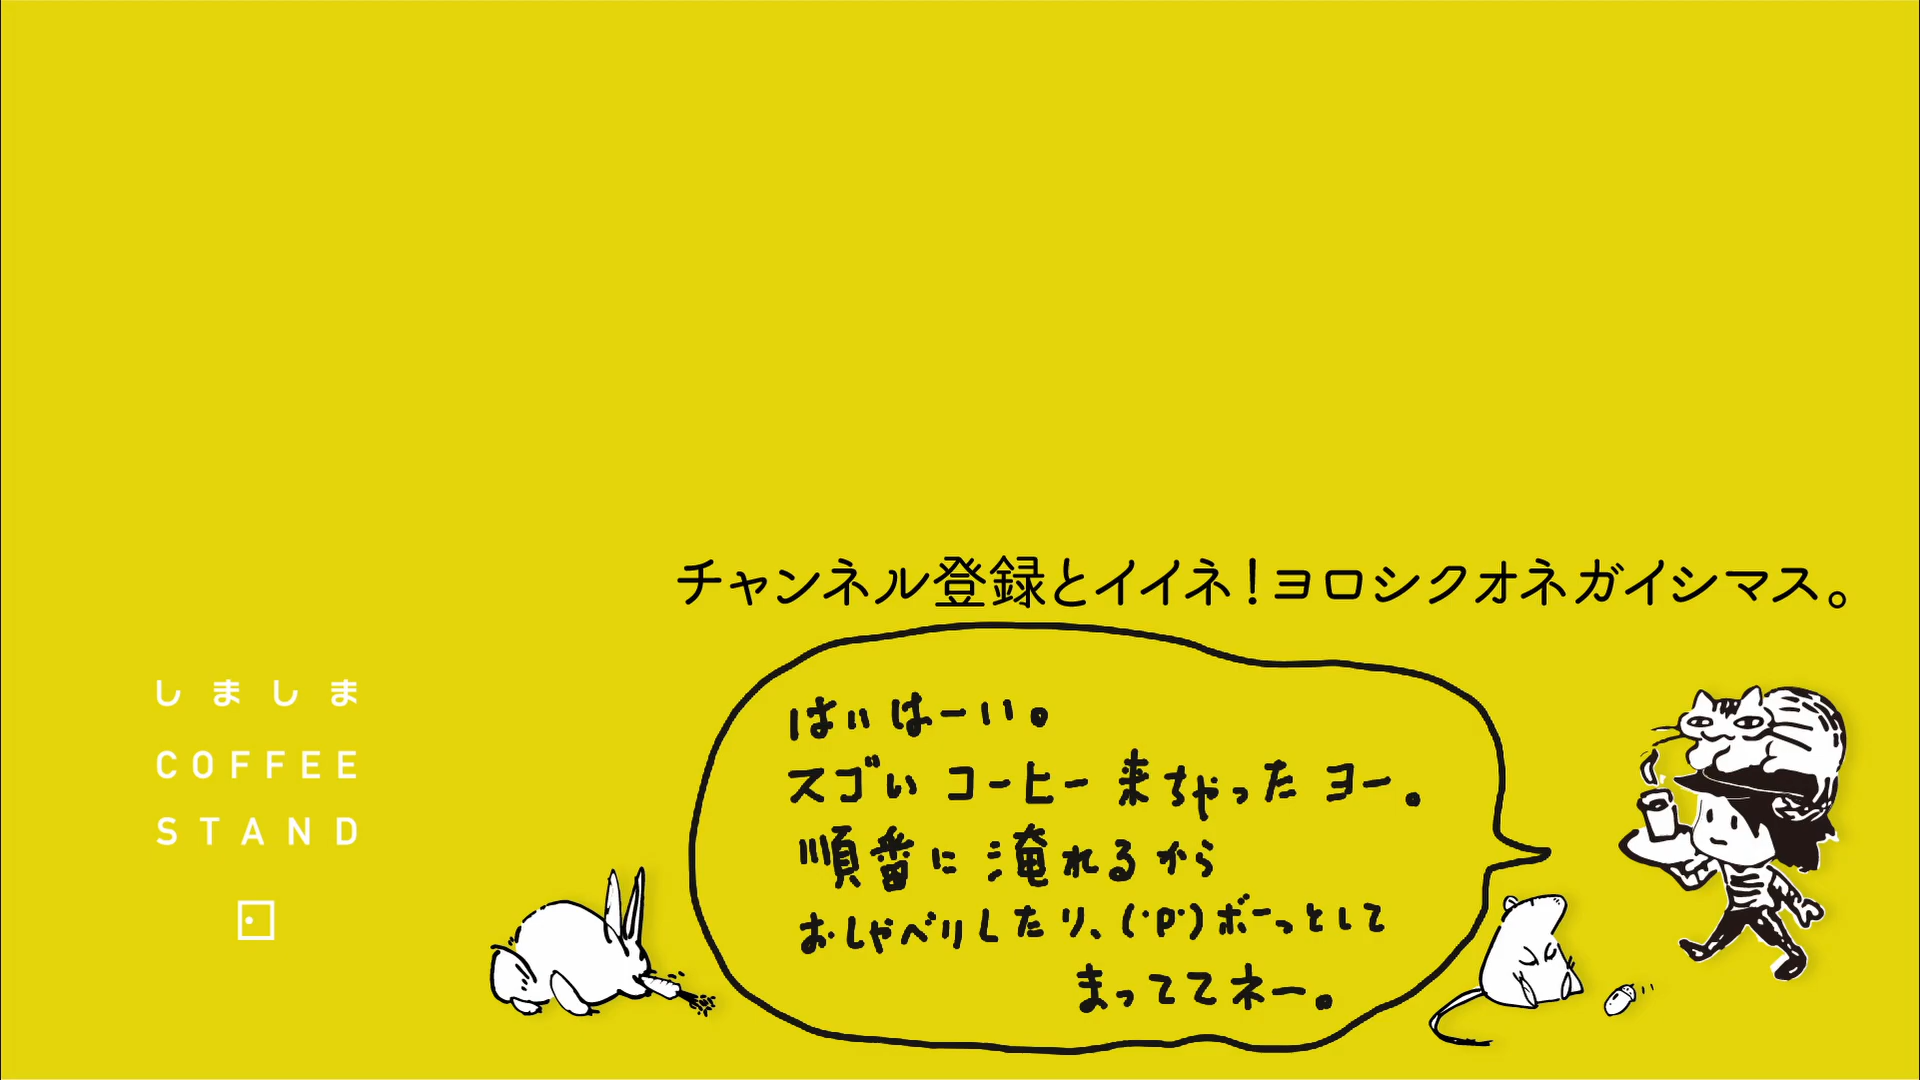 チャンネル登録とイイネ!ヨロシクオネガイシマス。
はいはーい。
スゴい コーヒー 来ちゃった ヨー。
順番に 淹れるから
おしゃべりしたり、(･P･)ボーっとして
まっててネー。
しましま
COFFEE
STAND